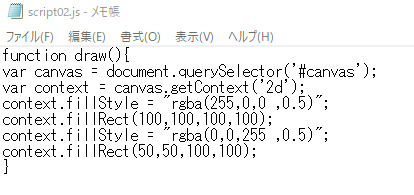 script02.js - メモ帳
ファイル(F) 編集(E) 書式(O) 表示(V) ヘルプ(H)
function draw(){
var canvas = document.querySelector('#canvas');
var context = canvas.getContext('2d');
context.fillStyle = "rgba(255,0,0 ,0.5)";
context.fillRect(100,100,100,100);
context.fillStyle = "rgba(0,0,255 ,0.5)";
context.fillRect(50,50,100,100);
}